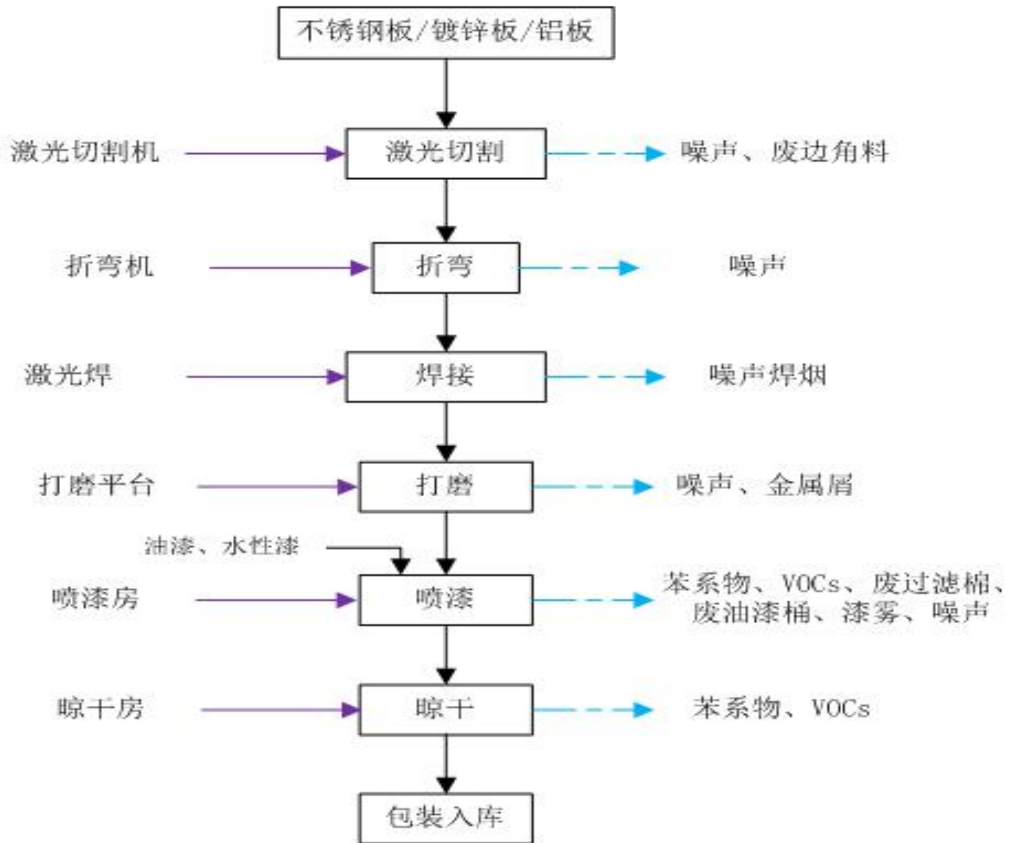 不锈钢板/镀锌板/铝板
激光切割机
激光切割
噪声、废边角料
折弯机
折弯
噪声
激光焊
焊接
噪声焊烟
打磨平台
打磨
噪声、金属屑
油漆、水性漆
喷漆房
喷漆
苯系物、VOCs、废过滤棉、
废油漆桶、漆雾、噪声
晾干房
晾干
苯系物、VOCs
包装入库